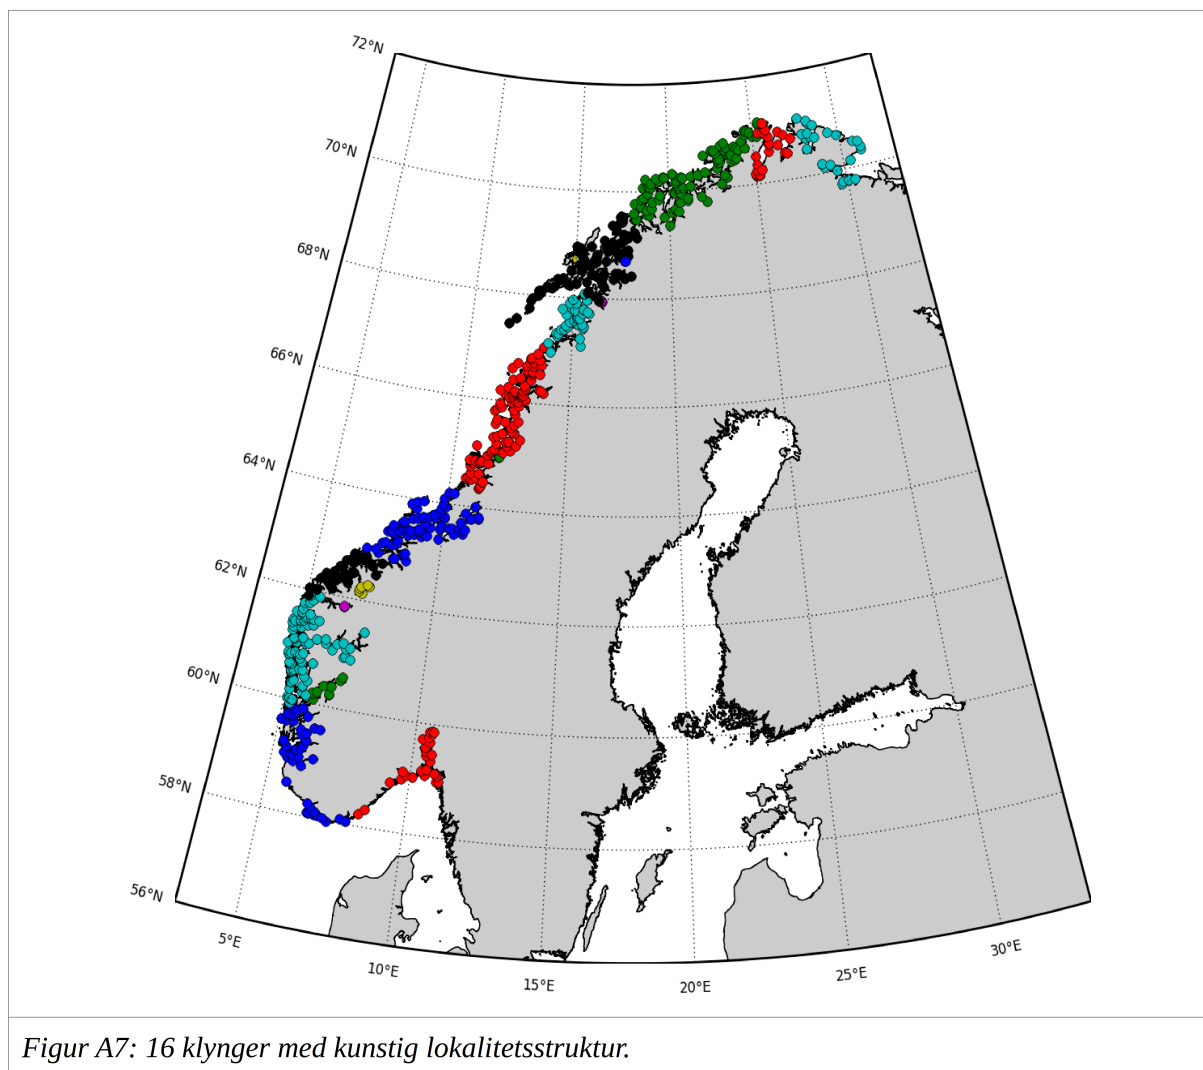 72°N
70°N
68°N
66°N
64°N
62°N
60°N
58°N
56°N
5°E
10°E
15°E
20°E
25°E
30°E
Figur A7: 16 klynger med kunstig lokalitetsstruktur.